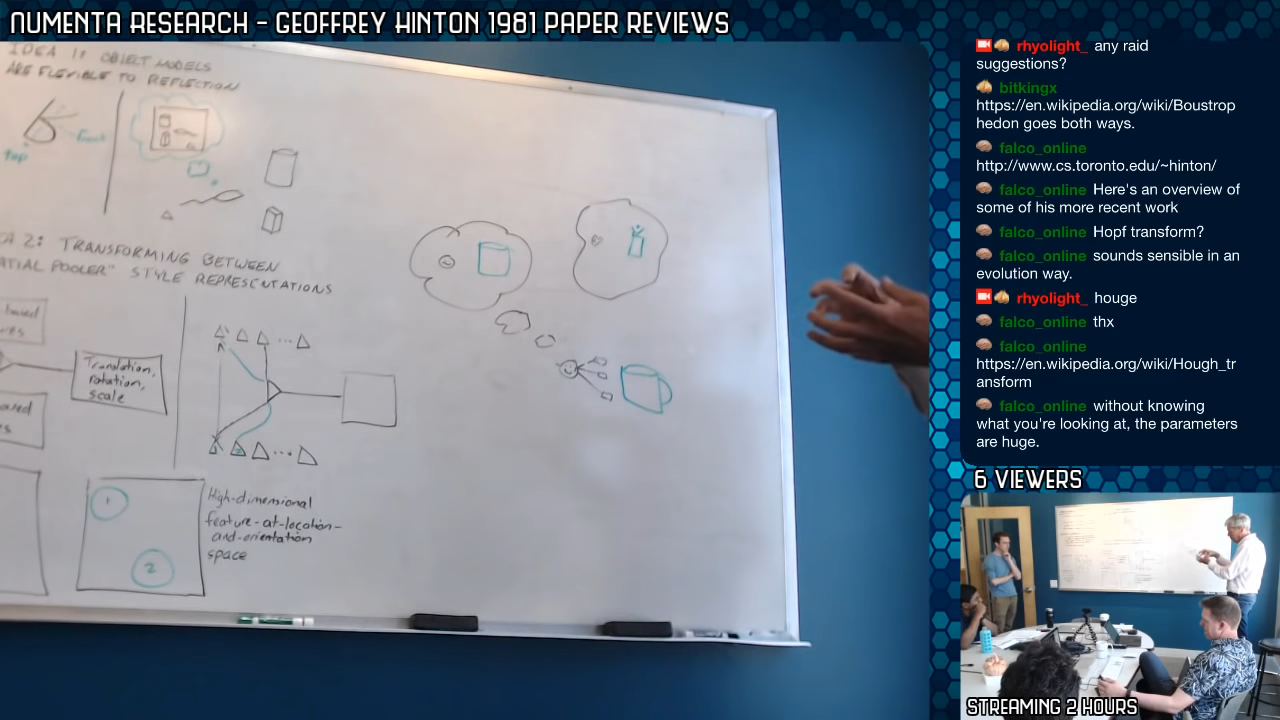 NUMENTA RESEARCH - GEOFFREY HINTON 1981 PAPER REVIEWS
IDEA 1: OBJECT MODELS
ARE FLEXIBLE TO REFLECTION
top
front
2: TRANSFORMING BETWEEN
SPATIAL POOLER" STYLE REPRESENTATIONS
based
Translation,
rotation,
scale
1
2
High-dimensional
feature-at-location-
and-orientation
space
rhyolight_ any raid
suggestions?
bitkingx
https://en.wikipedia.org/wiki/Boustrop
hedon goes both ways.
falco_online
http://www.cs.toronto.edu/~hinton/
falco_online Here's an overview of
some of his more recent work
falco_online Hopf transform?
falco_online sounds sensible in an
evolution way.
rhyolight_ houge
falco_online thx
falco_online
https://en.wikipedia.org/wiki/Hough_tr
ansform
falco_online without knowing
what you're looking at, the parameters
are huge.
6 VIEWERS
STREAMING 2 HOURS